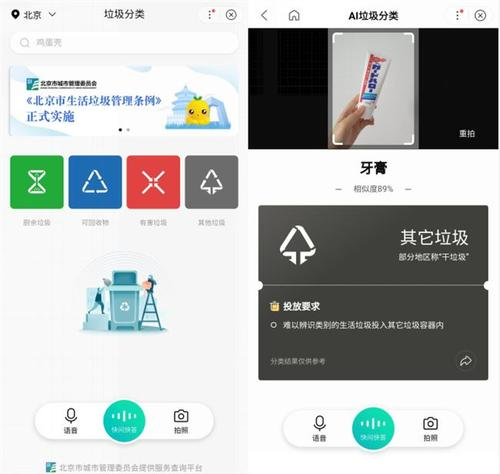 北京
垃圾分类
鸡蛋壳
北京市城市管理委员会
《北京市生活垃圾管理条例》
正式实施
厨余垃圾
可回收物
有害垃圾
其他垃圾
语音
快问快答
拍照
北京市城市管理委员会提供服务查询平台
AI垃圾分类
重拍
牙膏
相似度89%
其它垃圾
部分地区称“干垃圾”
投放要求
难以辨识类别的生活垃圾投入其它垃圾容器内
分类结果仅供参考
语音
快问快答
拍照